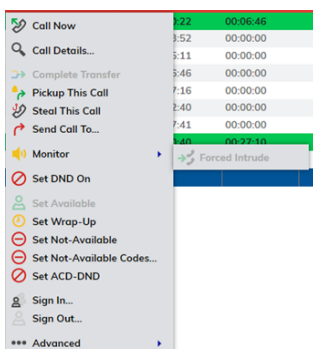 Call Now
Call Details...
Complete Transfer
Pickup This Call
Steal This Call
Send Call To...
Monitor
Set DND On
Set Available
Set Wrap-Up
Set Not-Available
Set Not-Available Codes...
Set ACD-DND
Sign In...
Sign Out...
Advanced
Forced Intrude
0:22 00:06:46
3:52 00:00:00
5:11 00:00:00
5:46 00:00:00
7:16 00:00:00
2:40 00:00:00
7:41 00:00:00
0:40 00:27:10